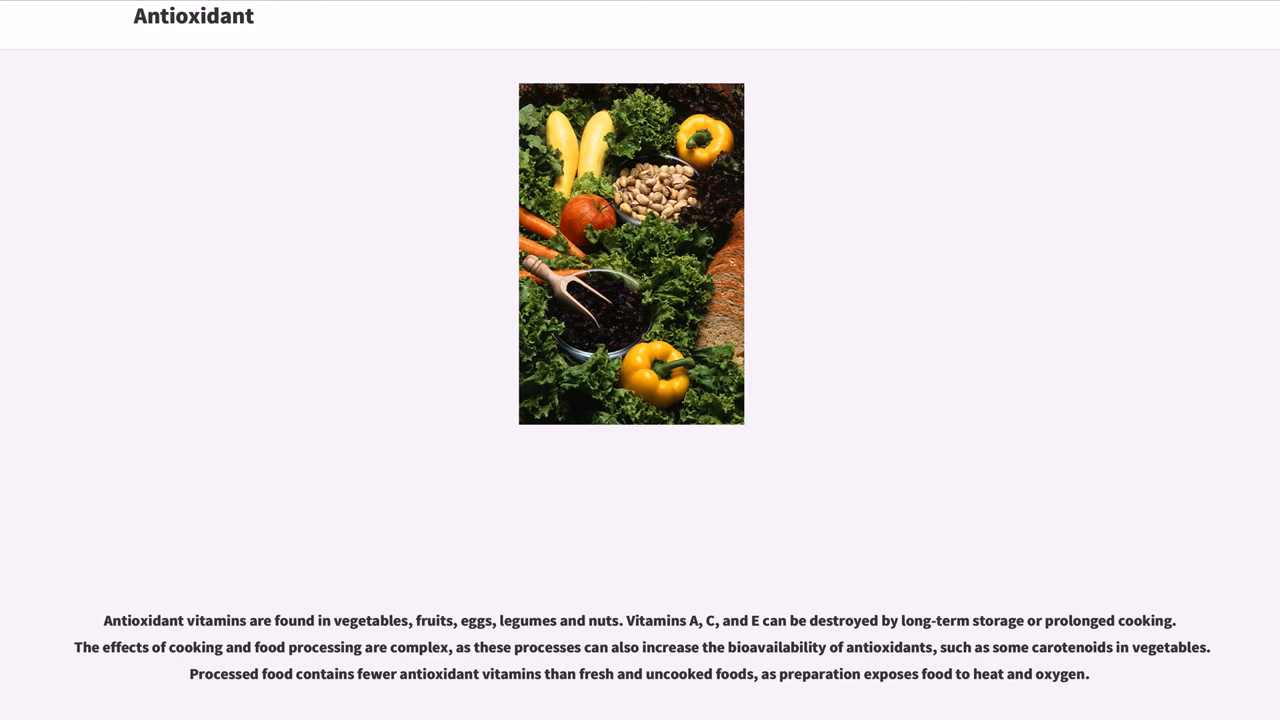 Antioxidant
Antioxidant vitamins are found in vegetables, fruits, eggs, legumes and nuts. Vitamins A, C, and E can be destroyed by long-term storage or prolonged cooking.
The effects of cooking and food processing are complex, as these processes can also increase the bioavailability of antioxidants, such as some carotenoids in vegetables.
Processed food contains fewer antioxidant vitamins than fresh and uncooked foods, as preparation exposes food to heat and oxygen.